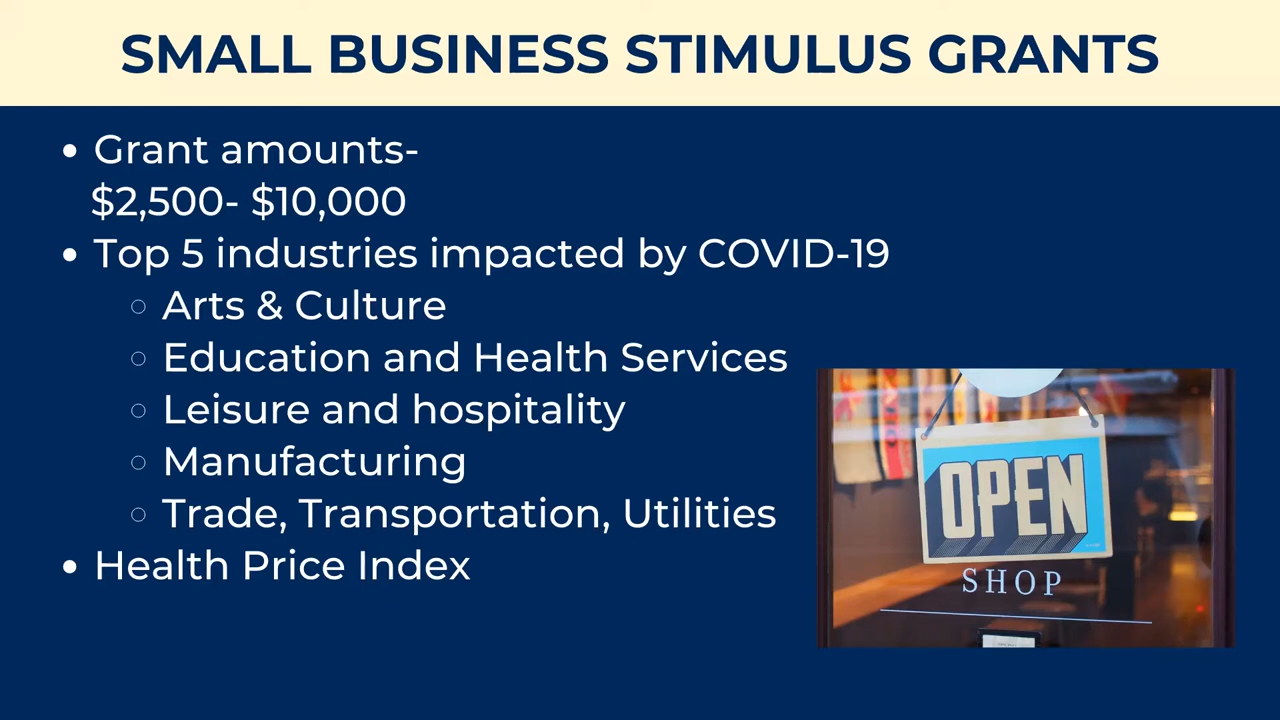 SMALL BUSINESS STIMULUS GRANTS
Grant amounts-
$2,500- $10,000
Top 5 industries impacted by COVID-19
Arts & Culture
Education and Health Services
Leisure and hospitality
Manufacturing
Trade, Transportation, Utilities
Health Price Index
OPEN
SHOP